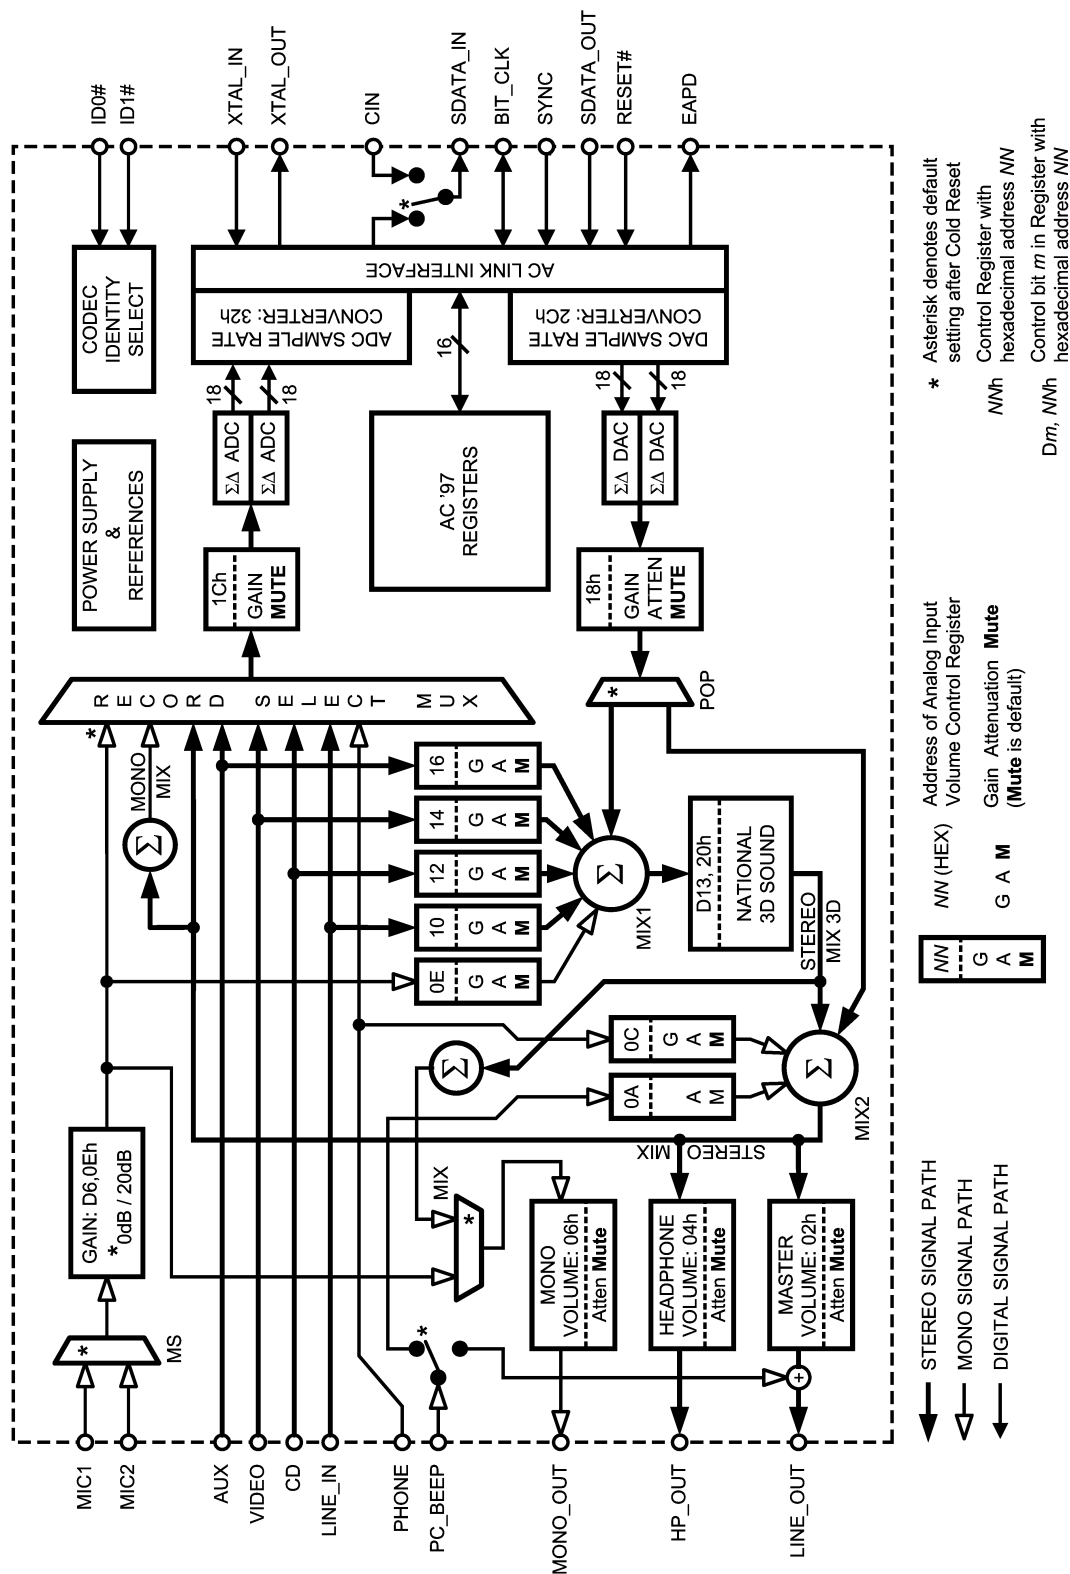 MIC1
MIC2
AUX
VIDEO
CD
LINE_IN
PHONE
PC_BEEP
MONO_OUT
HP_OUT
LINE_OUT
*
MS
GAIN: D6,0Eh
* 0dB / 20dB
*
*
MIX
MONO
VOLUME: 06h
Atten Mute
HEADPHONE
VOLUME: 04h
Atten Mute
MASTER
VOLUME: 02h
Atten Mute
+
STEREO
MIX
Σ
MONO
MIX
Σ
0E
G A M
10
G A M
12
G A M
14
G A M
16
G A M
0C
G A M
0A
A M
Σ
MIX1
Σ
MIX2
D13, 20h
NATIONAL
3D SOUND
STEREO
MIX 3D
*
RECORD SELECT MUX
*
POP
1Ch
GAIN
MUTE
18h
GAIN
ATTEN
MUTE
POWER SUPPLY
&
REFERENCES
ΣΔ ADC
ΣΔ ADC
18
18
AC '97
REGISTERS
16
ΣΔ DAC
ΣΔ DAC
18
18
CODEC
IDENTITY
SELECT
ADC SAMPLE RATE
CONVERTER: 32h
DAC SAMPLE RATE
CONVERTER: 2Ch
AC LINK INTERFACE
*
ID0#
ID1#
XTAL_IN
XTAL_OUT
CIN
SDATA_IN
BIT_CLK
SYNC
SDATA_OUT
RESET#
EAPD
STEREO SIGNAL PATH
MONO SIGNAL PATH
DIGITAL SIGNAL PATH
NN
G A M
NN (HEX)
Address of Analog Input
Volume Control Register
G A M
Gain Attenuation Mute
(Mute is default)
* Asterisk denotes default
setting after Cold Reset
NNh Control Register with
hexadecimal address NN
Dm, NNh Control bit m in Register with
hexadecimal address NN